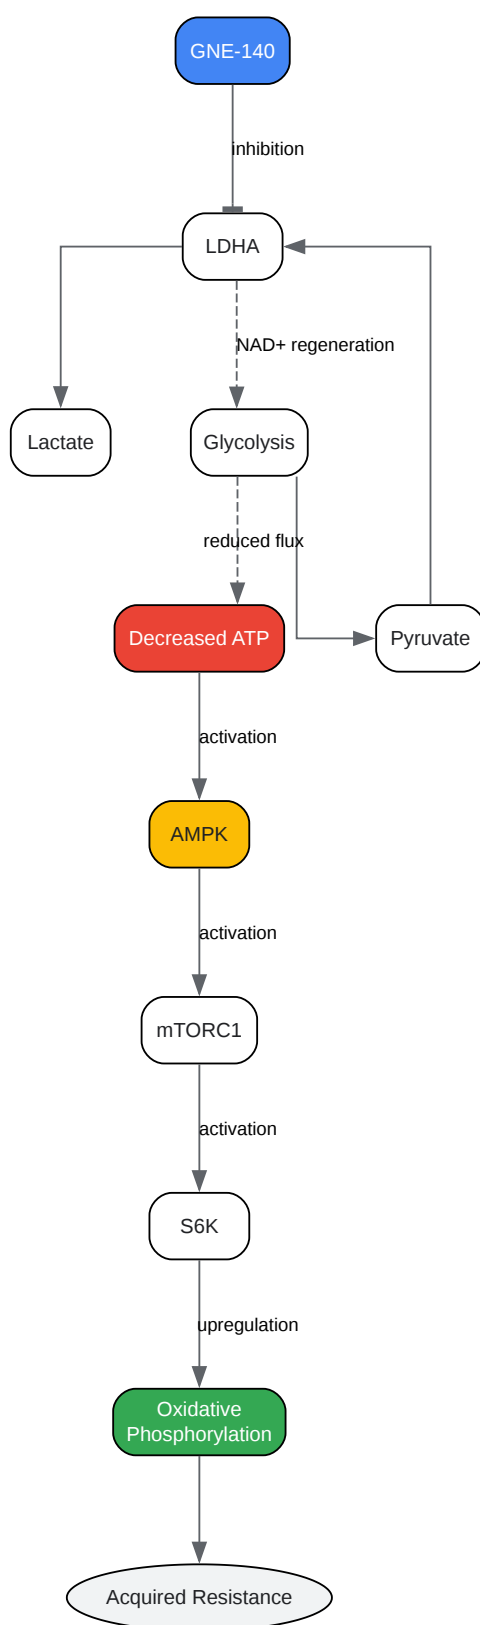 GNE-140
inhibition
LDHA
NAD+ regeneration
Lactate
Glycolysis
reduced flux
Decreased ATP
Pyruvate
activation
AMPK
activation
mTORC1
activation
S6K
upregulation
Oxidative
Phosphorylation
Acquired Resistance